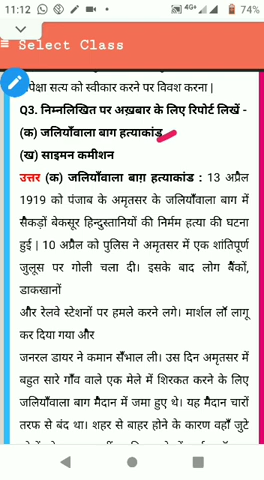 11:12
4G+
74%
Select Class
पेक्षा सत्य को स्वीकार करने पर विवश करना |
Q3. निम्नलिखित पर अख़बार के लिए रिपोर्ट लिखें -
(क) जलियाँवाला बाग हत्याकांड
(ख) साइमन कमीशन
उत्तर (क) जलियाँवाला बाग़ हत्याकांड : 13 अप्रैल
1919 को पंजाब के अमृतसर के जलियाँवाला बाग में
सैकड़ों बेकसूर हिन्दुस्तानियों की निर्मम हत्या की घटना
हुई | 10 अप्रैल को पुलिस ने अमृतसर में एक शांतिपूर्ण
जुलूस पर गोली चला दी। इसके बाद लोग बैंकों,
डाकखानों
और रेलवे स्टेशनों पर हमले करने लगे। मार्शल लॉ लागू
कर दिया गया और
जनरल डायर ने कमान सँभाल ली। उस दिन अमृतसर में
बहुत सारे गाँव वाले एक मेले में शिरकत करने के लिए
जलियाँवाला बाग़ मैदान में जमा हुए थे। यह मैदान चारों
तरफ से बंद था। शहर से बाहर होने के कारण वहाँ जुटे